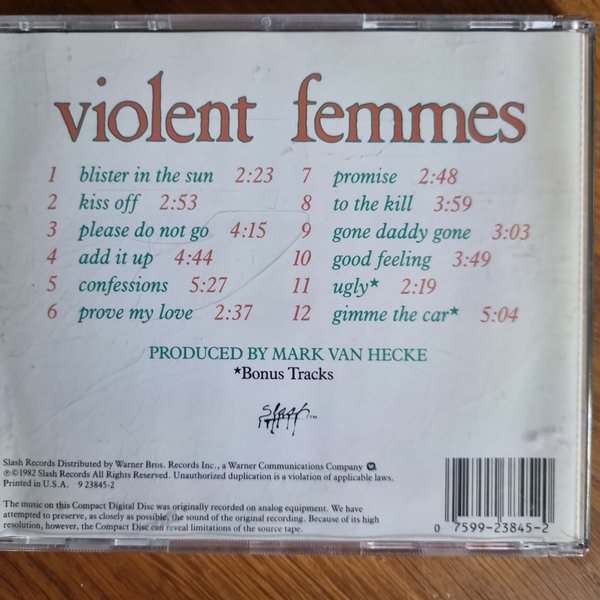 violent femmes
1 blister in the sun 2:23
2 kiss off 2:53
3 please do not go 4:15
4 add it up 4:44
5 confessions 5:27
6 prove my love 2:37
7 promise 2:48
8 to the kill 3:59
9 gone daddy gone 3:03
10 good feeling 3:49
11 ugly★ 2:19
12 gimme the car★ 5:04
PRODUCED BY MARK VAN HECKE
★Bonus Tracks
Slash TM
Slash Records Distributed by Warner Bros. Records Inc., a Warner Communications Company
℗©1982 Slash Records All Rights Reserved. Unauthorized duplication is a violation of applicable laws.
Printed in U.S.A. 9 23845-2
The music on this Compact Digital Disc was originally recorded on analog equipment. We have
attempted to preserve, as closely as possible, the sound of the original recording. Because of its high
resolution, however, the Compact Disc can reveal limitations of the source tape.
0 7599-23845-2